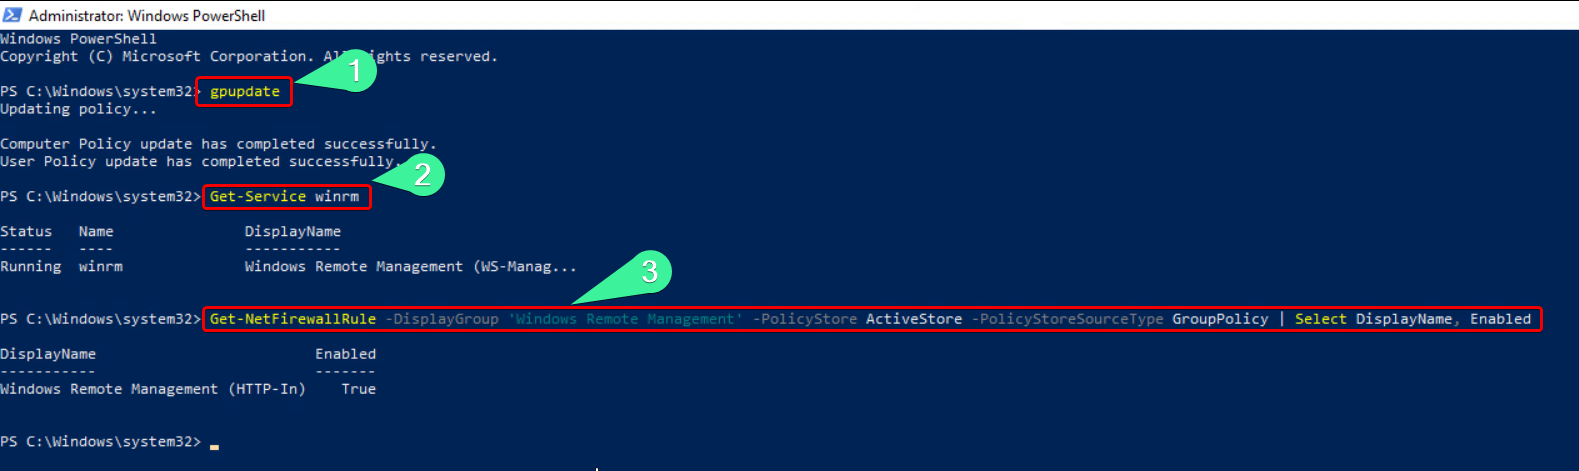 Administrator: Windows PowerShell
Windows PowerShell
Copyright (C) Microsoft Corporation. All rights reserved.
1
PS C:\Windows\system32> gpupdate
Updating policy...
Computer Policy update has completed successfully.
User Policy update has completed successfully.
2
PS C:\Windows\system32> Get-Service winrm
Status   Name               DisplayName
------   ----               -----------
Running  winrm              Windows Remote Management (WS-Manag...
3
PS C:\Windows\system32> Get-NetFirewallRule -DisplayGroup 'Windows Remote Management' -PolicyStore ActiveStore -PolicyStoreSourceType GroupPolicy | Select DisplayName, Enabled
DisplayName                         Enabled
-----------                         -------
Windows Remote Management (HTTP-In)    True
PS C:\Windows\system32>